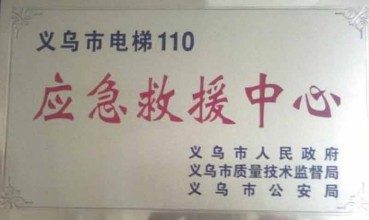 义乌市电梯110
应急救援中心
义乌市人民政府
义乌市质量技术监督局
义乌市公安局